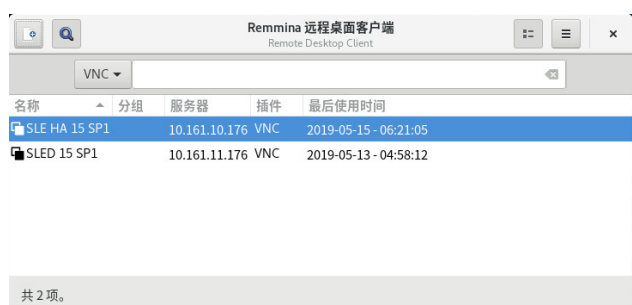 Remmina 远程桌面客户端
Remote Desktop Client
VNC
名称 分组 服务器 插件 最后使用时间
SLE HA 15 SP1 10.161.10.176 VNC 2019-05-15 - 06:21:05
SLED 15 SP1 10.161.11.176 VNC 2019-05-13 - 04:58:12
共 2 项。